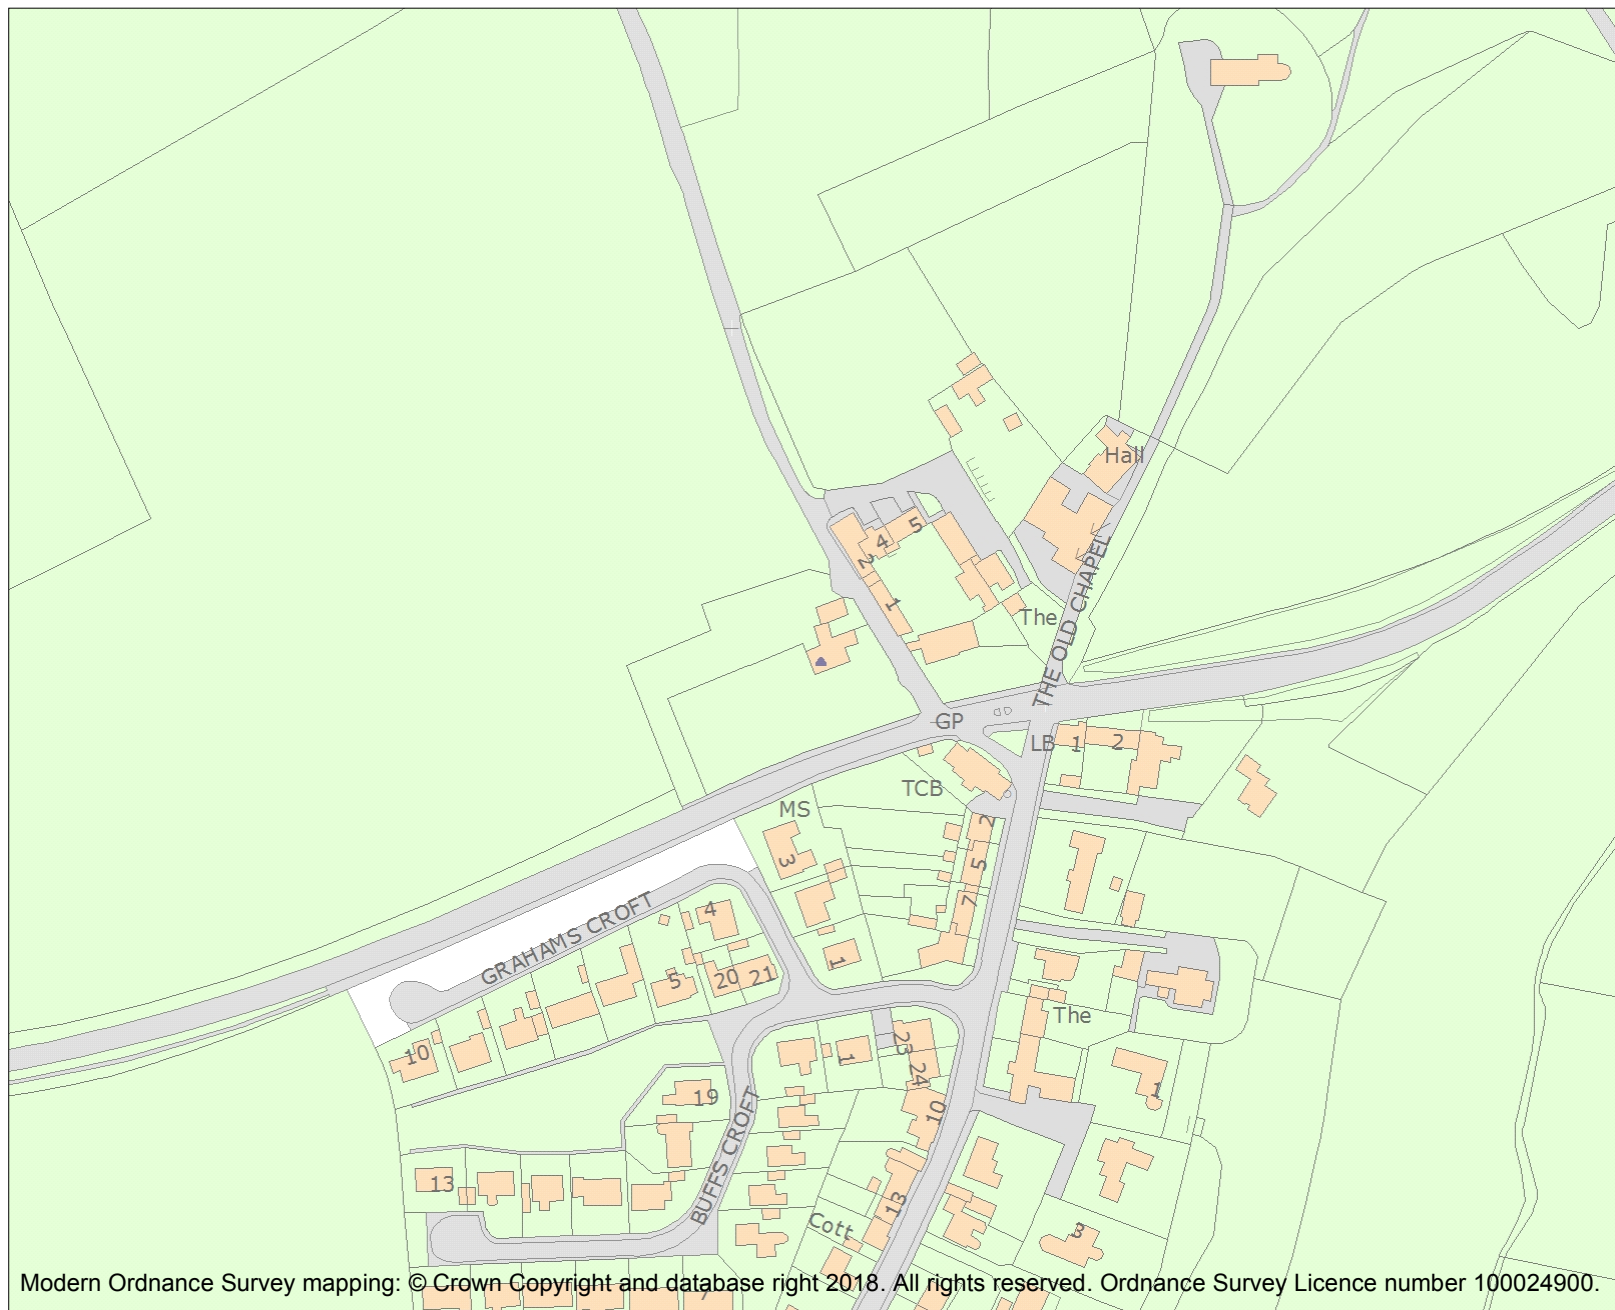 Hall
5
4
2
1
The
THE OLD CHAPEL
GP
LB
1
2
TCB
MS
2
3
5
7
GRAHAMS CROFT
4
1
5
20
21
The
10
23
1
24
19
10
1
BUFFS CROFT
13
13
Cott
3
7
Modern Ordnance Survey mapping: © Crown Copyright and database right 2018. All rights reserved. Ordnance Survey Licence number 100024900.